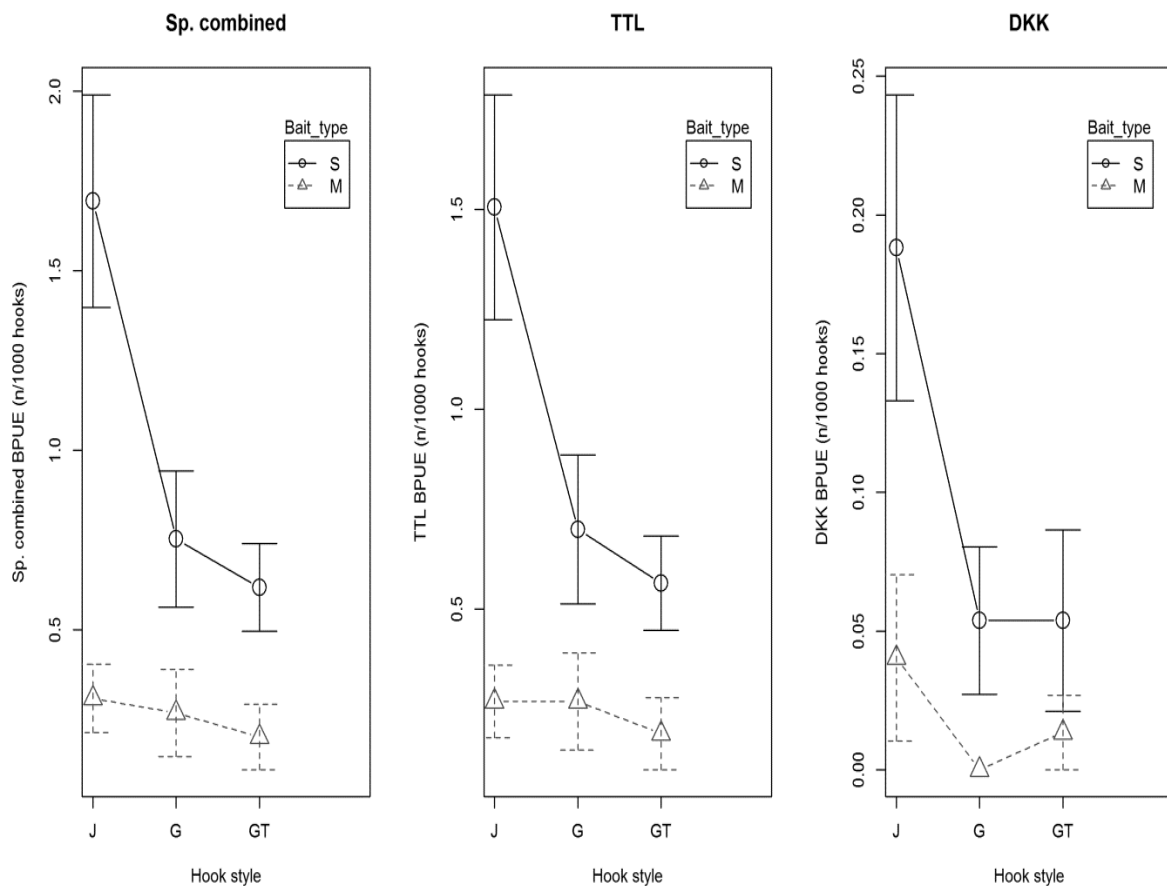 Sp. combined
Sp. combined BPUE (n/1000 hooks)
2.0
1.5
1.0
0.5
Bait_type
S
M
J G GT
Hook style
TTL
TTL BPUE (n/1000 hooks)
1.5
1.0
0.5
Bait_type
S
M
J G GT
Hook style
DKK
DKK BPUE (n/1000 hooks)
0.25
0.20
0.15
0.10
0.05
0.00
Bait_type
S
M
J G GT
Hook style